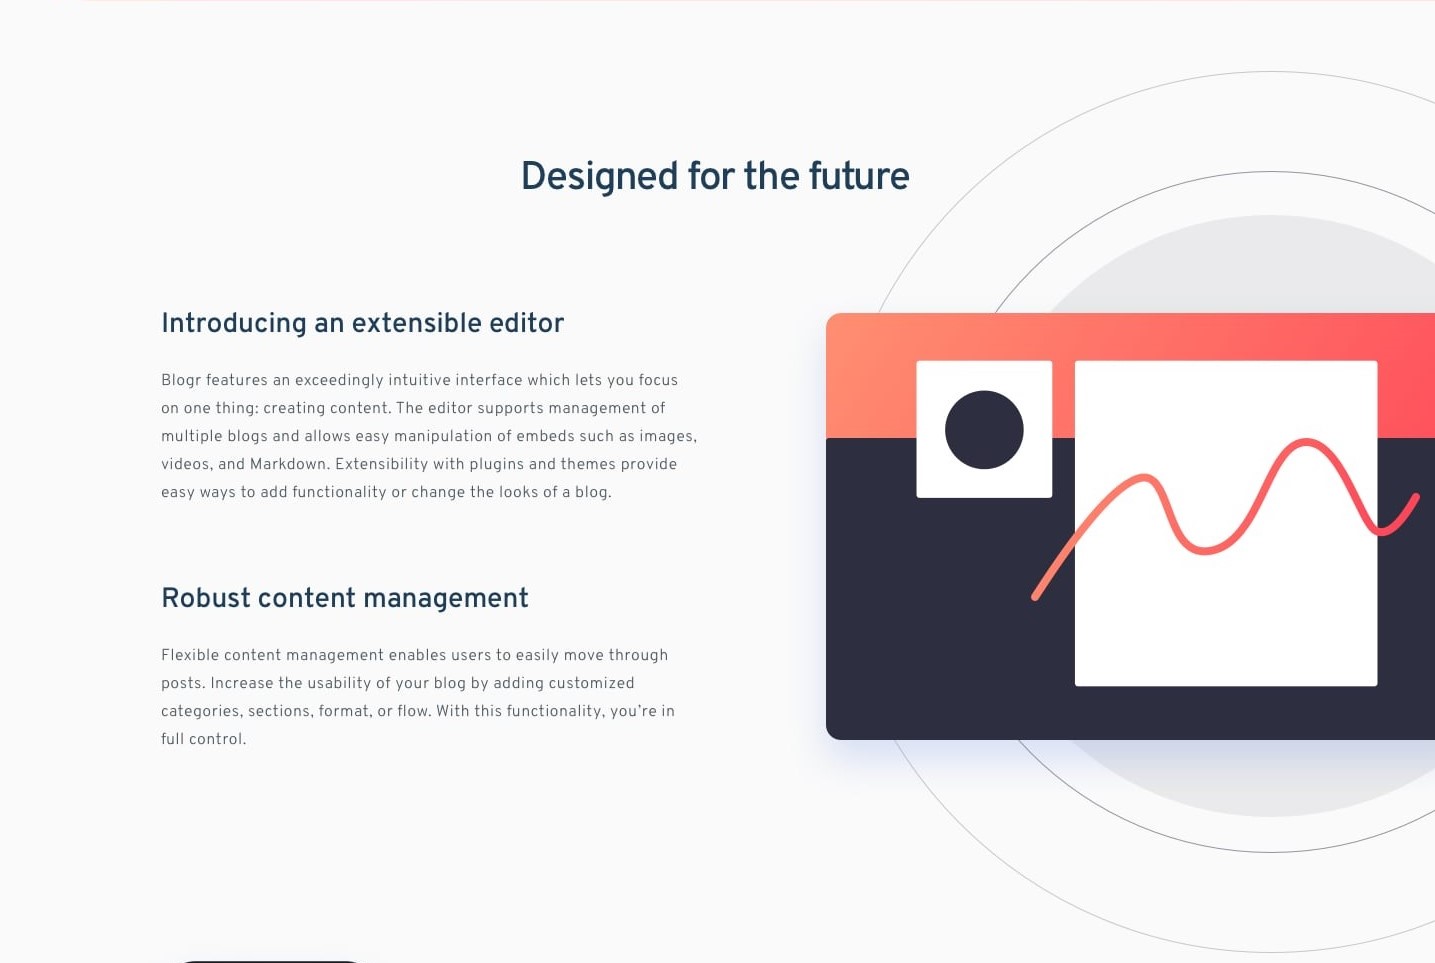 Designed for the future
Introducing an extensible editor
Blogr features an exceedingly intuitive interface which lets you focus
on one thing: creating content. The editor supports management of
multiple blogs and allows easy manipulation of embeds such as images,
videos, and Markdown. Extensibility with plugins and themes provide
easy ways to add functionality or change the looks of a blog.
Robust content management
Flexible content management enables users to easily move through
posts. Increase the usability of your blog by adding customized
categories, sections, format, or flow. With this functionality, you’re in
full control.